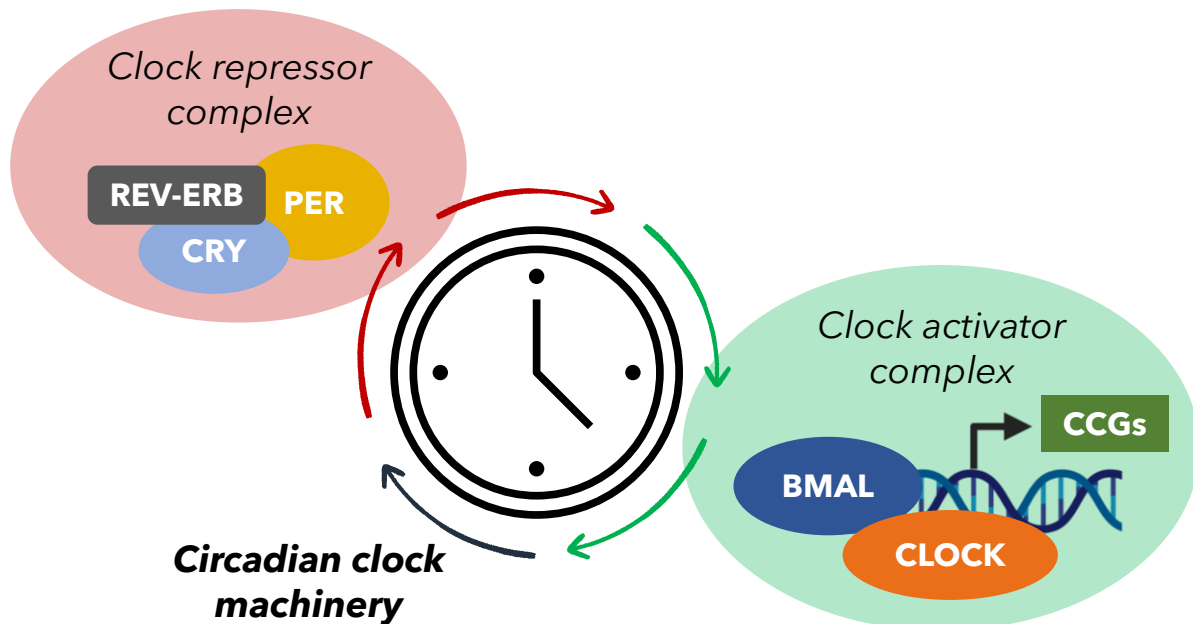 Clock repressor
complex
REV-ERB
PER
CRY
Clock activator
complex
CCGs
BMAL
CLOCK
Circadian clock
machinery